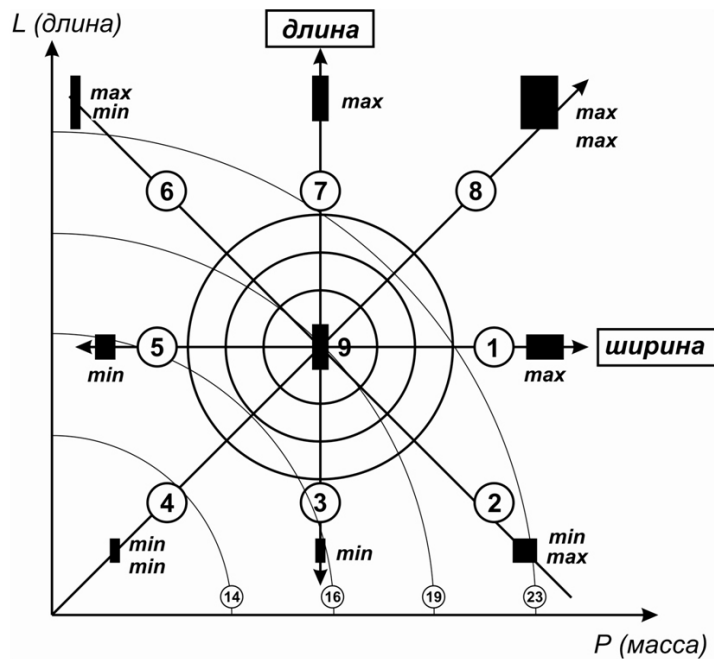 L (длина)
длина
max
min
max
max
max
6
7
8
5
9
1
ширина
min
max
4
3
2
min
min
min
min
max
14
16
19
23
P (масса)